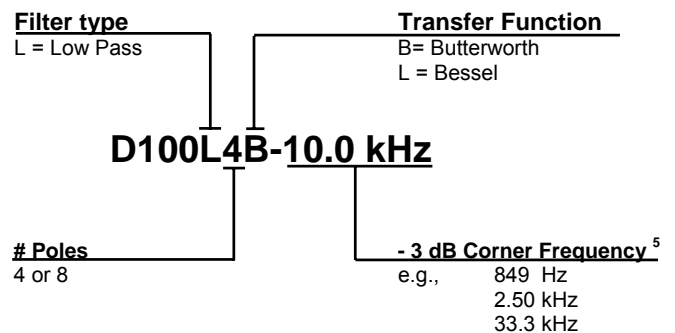 Filter type
L = Low Pass
Transfer Function
B= Butterworth
L = Bessel
D100L4B-10.0 kHz
# Poles
4 or 8
- 3 dB Corner Frequency 5
e.g., 849 Hz
2.50 kHz
33.3 kHz